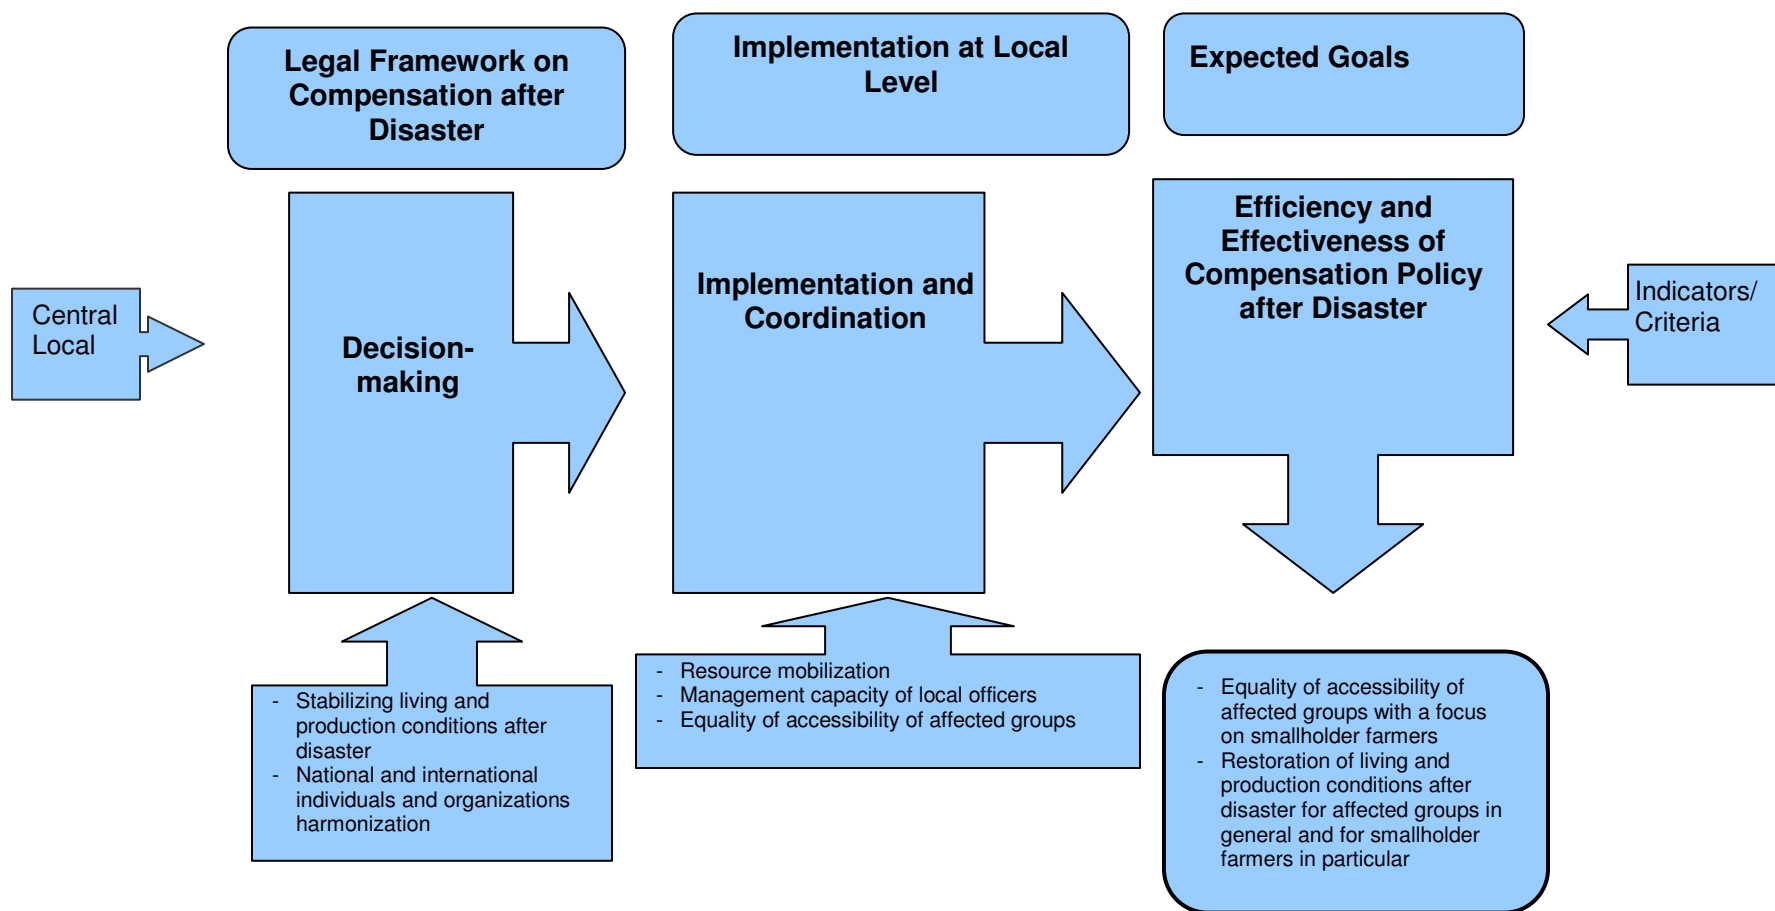 Legal Framework on
Compensation after
Disaster
Implementation at Local
Level
Expected Goals
Central
Local
Decision-
making
Implementation and
Coordination
Efficiency and
Effectiveness of
Compensation Policy
after Disaster
Indicators/
Criteria
- Stabilizing living and
production conditions after
disaster
- National and international
individuals and organizations
harmonization
- Resource mobilization
- Management capacity of local officers
- Equality of accessibility of affected groups
- Equality of accessibility of
affected groups with a focus
on smallholder farmers
- Restoration of living and
production conditions after
disaster for affected groups in
general and for smallholder
farmers in particular